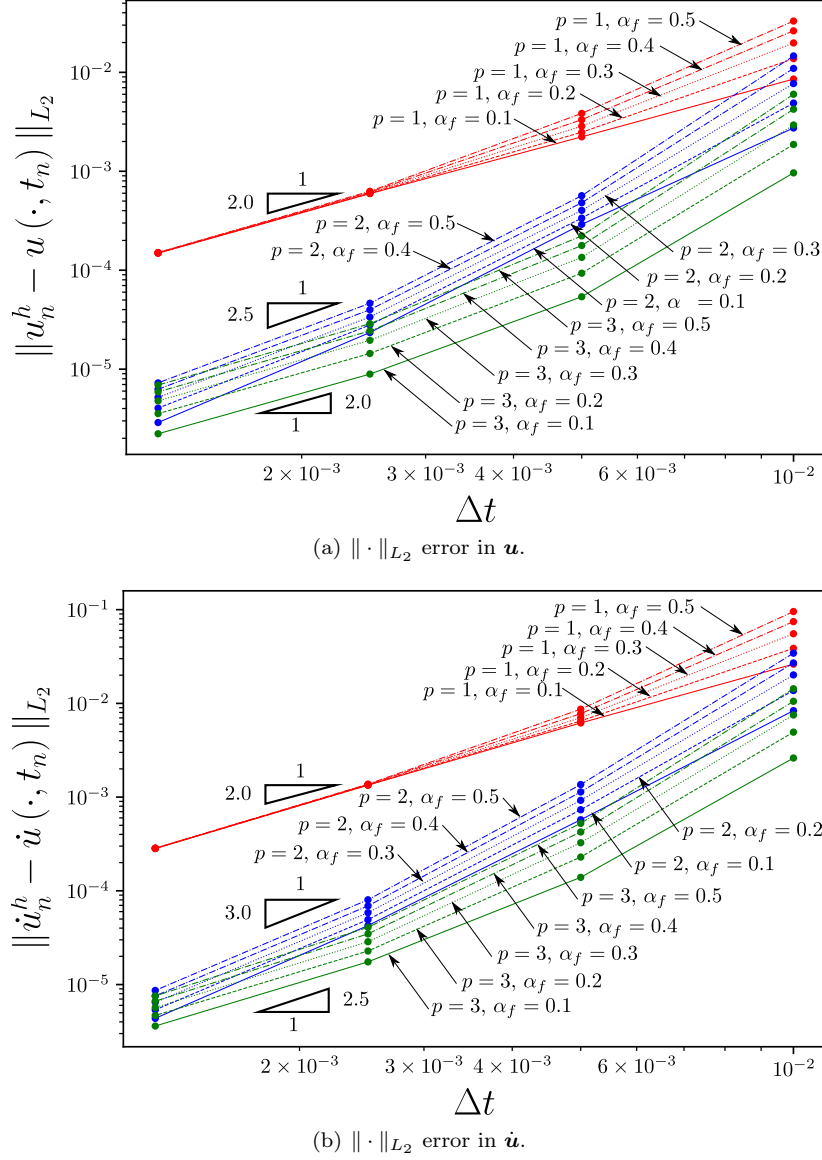 10⁻²
10⁻³
10⁻⁴
10⁻⁵
||uₙʰ − u (·, tₙ) ||_{L₂}
p = 1, α_f = 0.5
p = 1, α_f = 0.4
p = 1, α_f = 0.3
p = 1, α_f = 0.2
p = 1, α_f = 0.1
1
2.0
p = 2, α_f = 0.5
p = 2, α_f = 0.4
p = 2, α_f = 0.3
p = 2, α_f = 0.2
p = 2, α = 0.1
1
2.5
p = 3, α_f = 0.5
p = 3, α_f = 0.4
p = 3, α_f = 0.3
p = 3, α_f = 0.2
p = 3, α_f = 0.1
2.0
1
2 × 10⁻³ 3 × 10⁻³ 4 × 10⁻³ 6 × 10⁻³ 10⁻²
Δt
(a) ‖ · ‖_{L₂} error in u.
10⁻¹
10⁻²
10⁻³
10⁻⁴
10⁻⁵
||u̇ₙʰ − u̇ (·, tₙ) ||_{L₂}
p = 1, α_f = 0.5
p = 1, α_f = 0.4
p = 1, α_f = 0.3
p = 1, α_f = 0.2
p = 1, α_f = 0.1
1
2.0
p = 2, α_f = 0.5
p = 2, α_f = 0.4
p = 2, α_f = 0.3
p = 2, α_f = 0.2
p = 2, α_f = 0.1
1
3.0
p = 3, α_f = 0.5
p = 3, α_f = 0.4
p = 3, α_f = 0.3
p = 3, α_f = 0.2
p = 3, α_f = 0.1
2.5
1
2 × 10⁻³ 3 × 10⁻³ 4 × 10⁻³ 6 × 10⁻³ 10⁻²
Δt
(b) ‖ · ‖_{L₂} error in u̇.